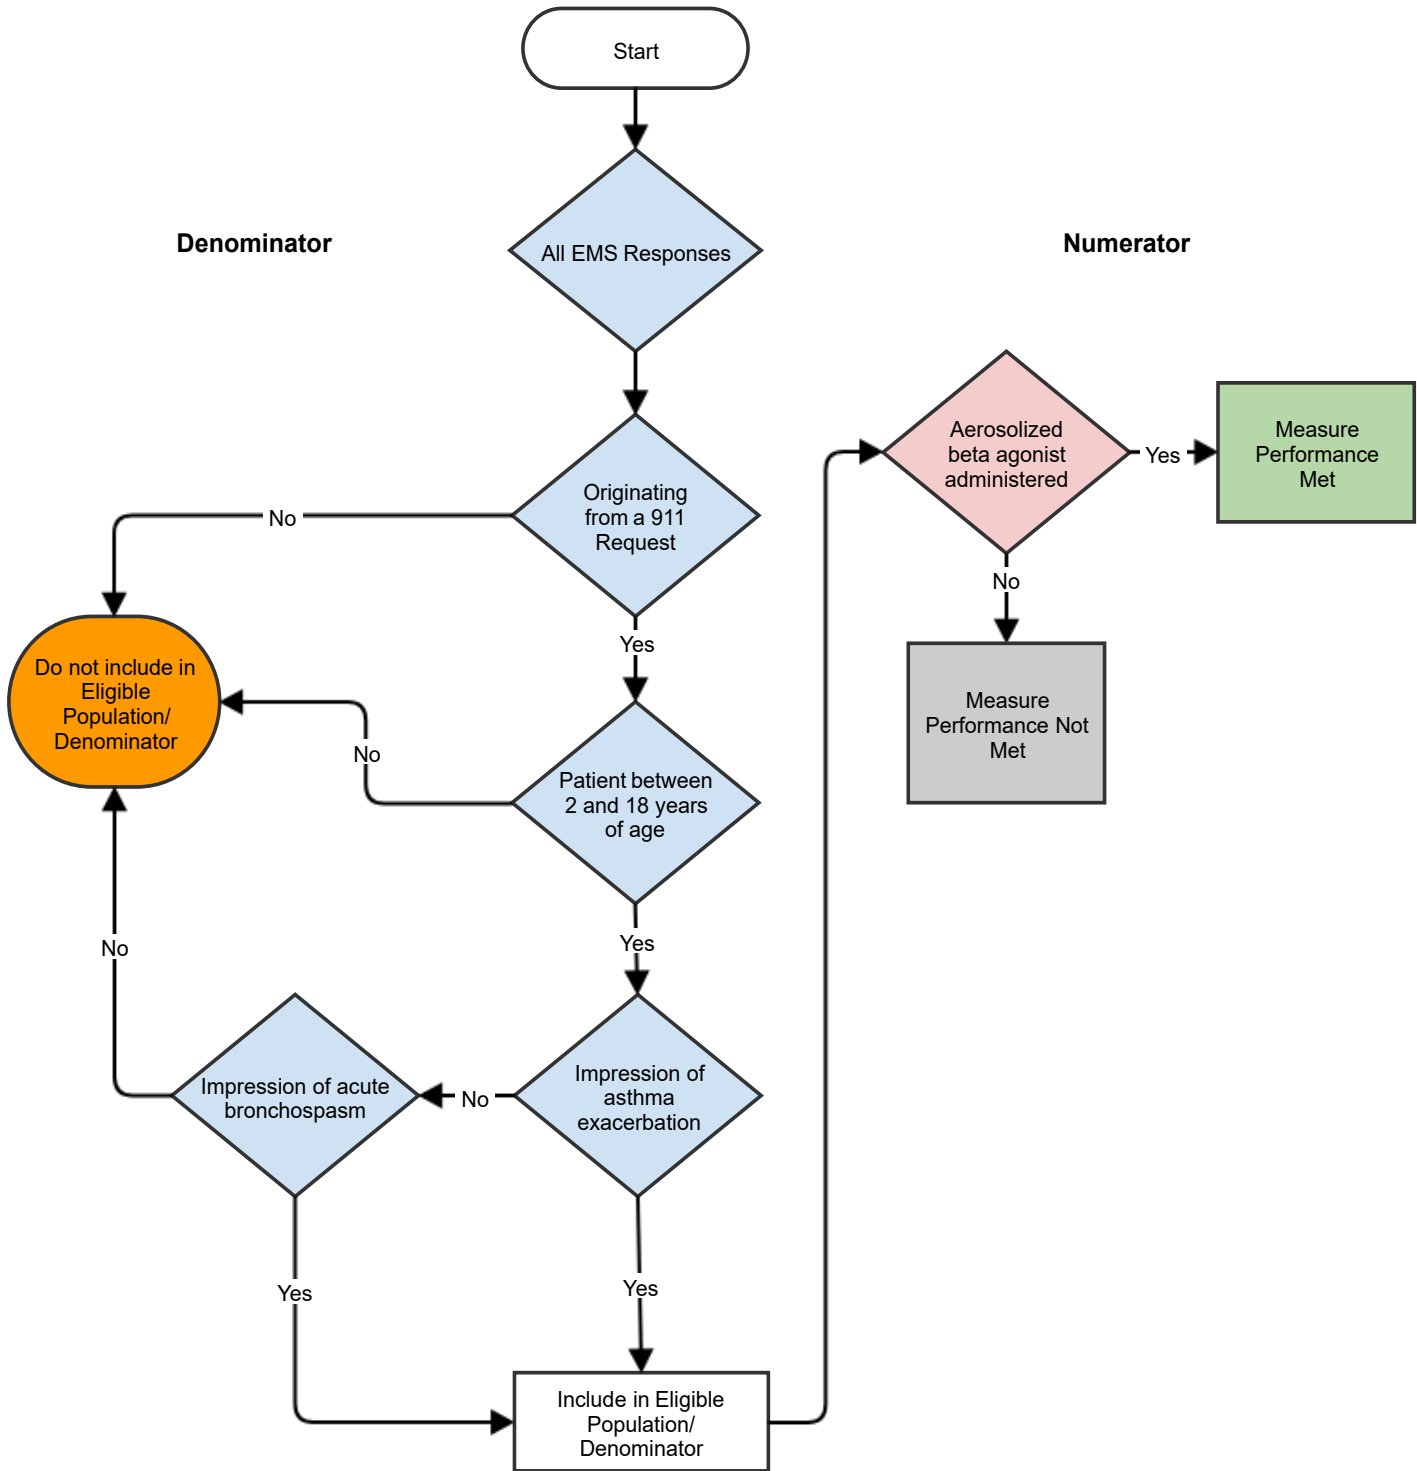 Start
Denominator
All EMS Responses
Numerator
Originating
from a 911
Request
No
Yes
Aerosolized
beta agonist
administered
Yes
Measure
Performance
Met
No
Measure
Performance Not
Met
Do not include in
Eligible
Population/
Denominator
No
Patient between
2 and 18 years
of age
Yes
No
Impression of acute
bronchospasm
No
Impression of
asthma
exacerbation
Yes
Yes
Include in Eligible
Population/
Denominator